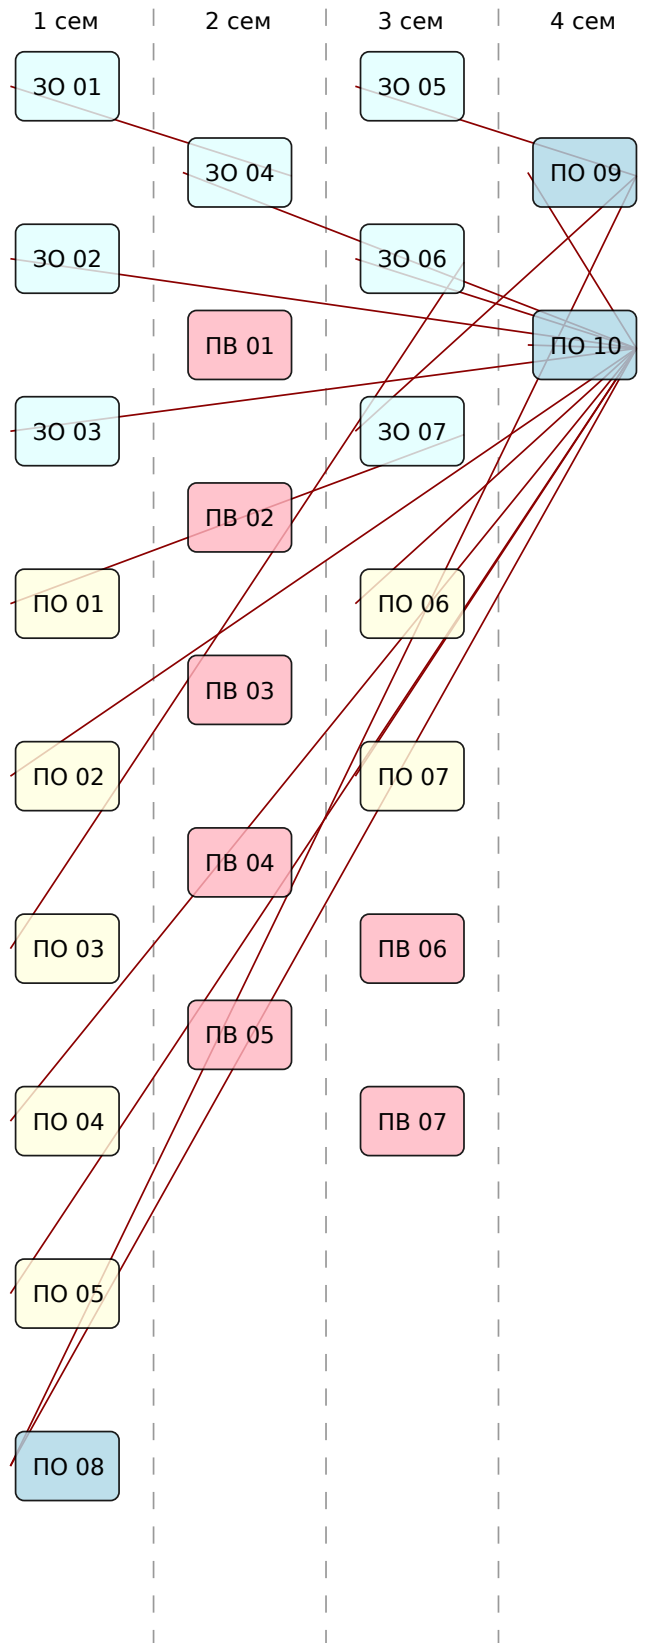 1 сем
2 сем
3 сем
4 сем
ЗО 01
ЗО 05
ЗО 04
ПО 09
ЗО 02
ЗО 06
ПВ 01
ПО 10
ЗО 03
ЗО 07
ПВ 02
ПО 01
ПО 06
ПВ 03
ПО 02
ПО 07
ПВ 04
ПО 03
ПВ 06
ПВ 05
ПО 04
ПВ 07
ПО 05
ПО 08